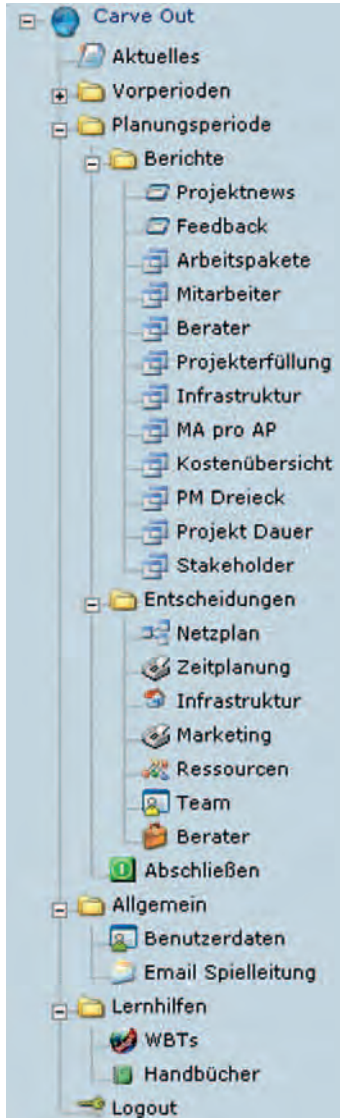 Carve Out
Aktuelles
Vorperioden
Planungsperiode
Berichte
Projektnews
Feedback
Arbeitspakete
Mitarbeiter
Berater
Projekterfüllung
Infrastruktur
MA pro AP
Kostenübersicht
PM Dreieck
Projekt Dauer
Stakeholder
Entscheidungen
Netzplan
Zeitplanung
Infrastruktur
Marketing
Ressourcen
Team
Berater
Abschließen
Allgemein
Benutzerdaten
Email Spielleitung
Lernhilfen
WBTs
Handbücher
Logout